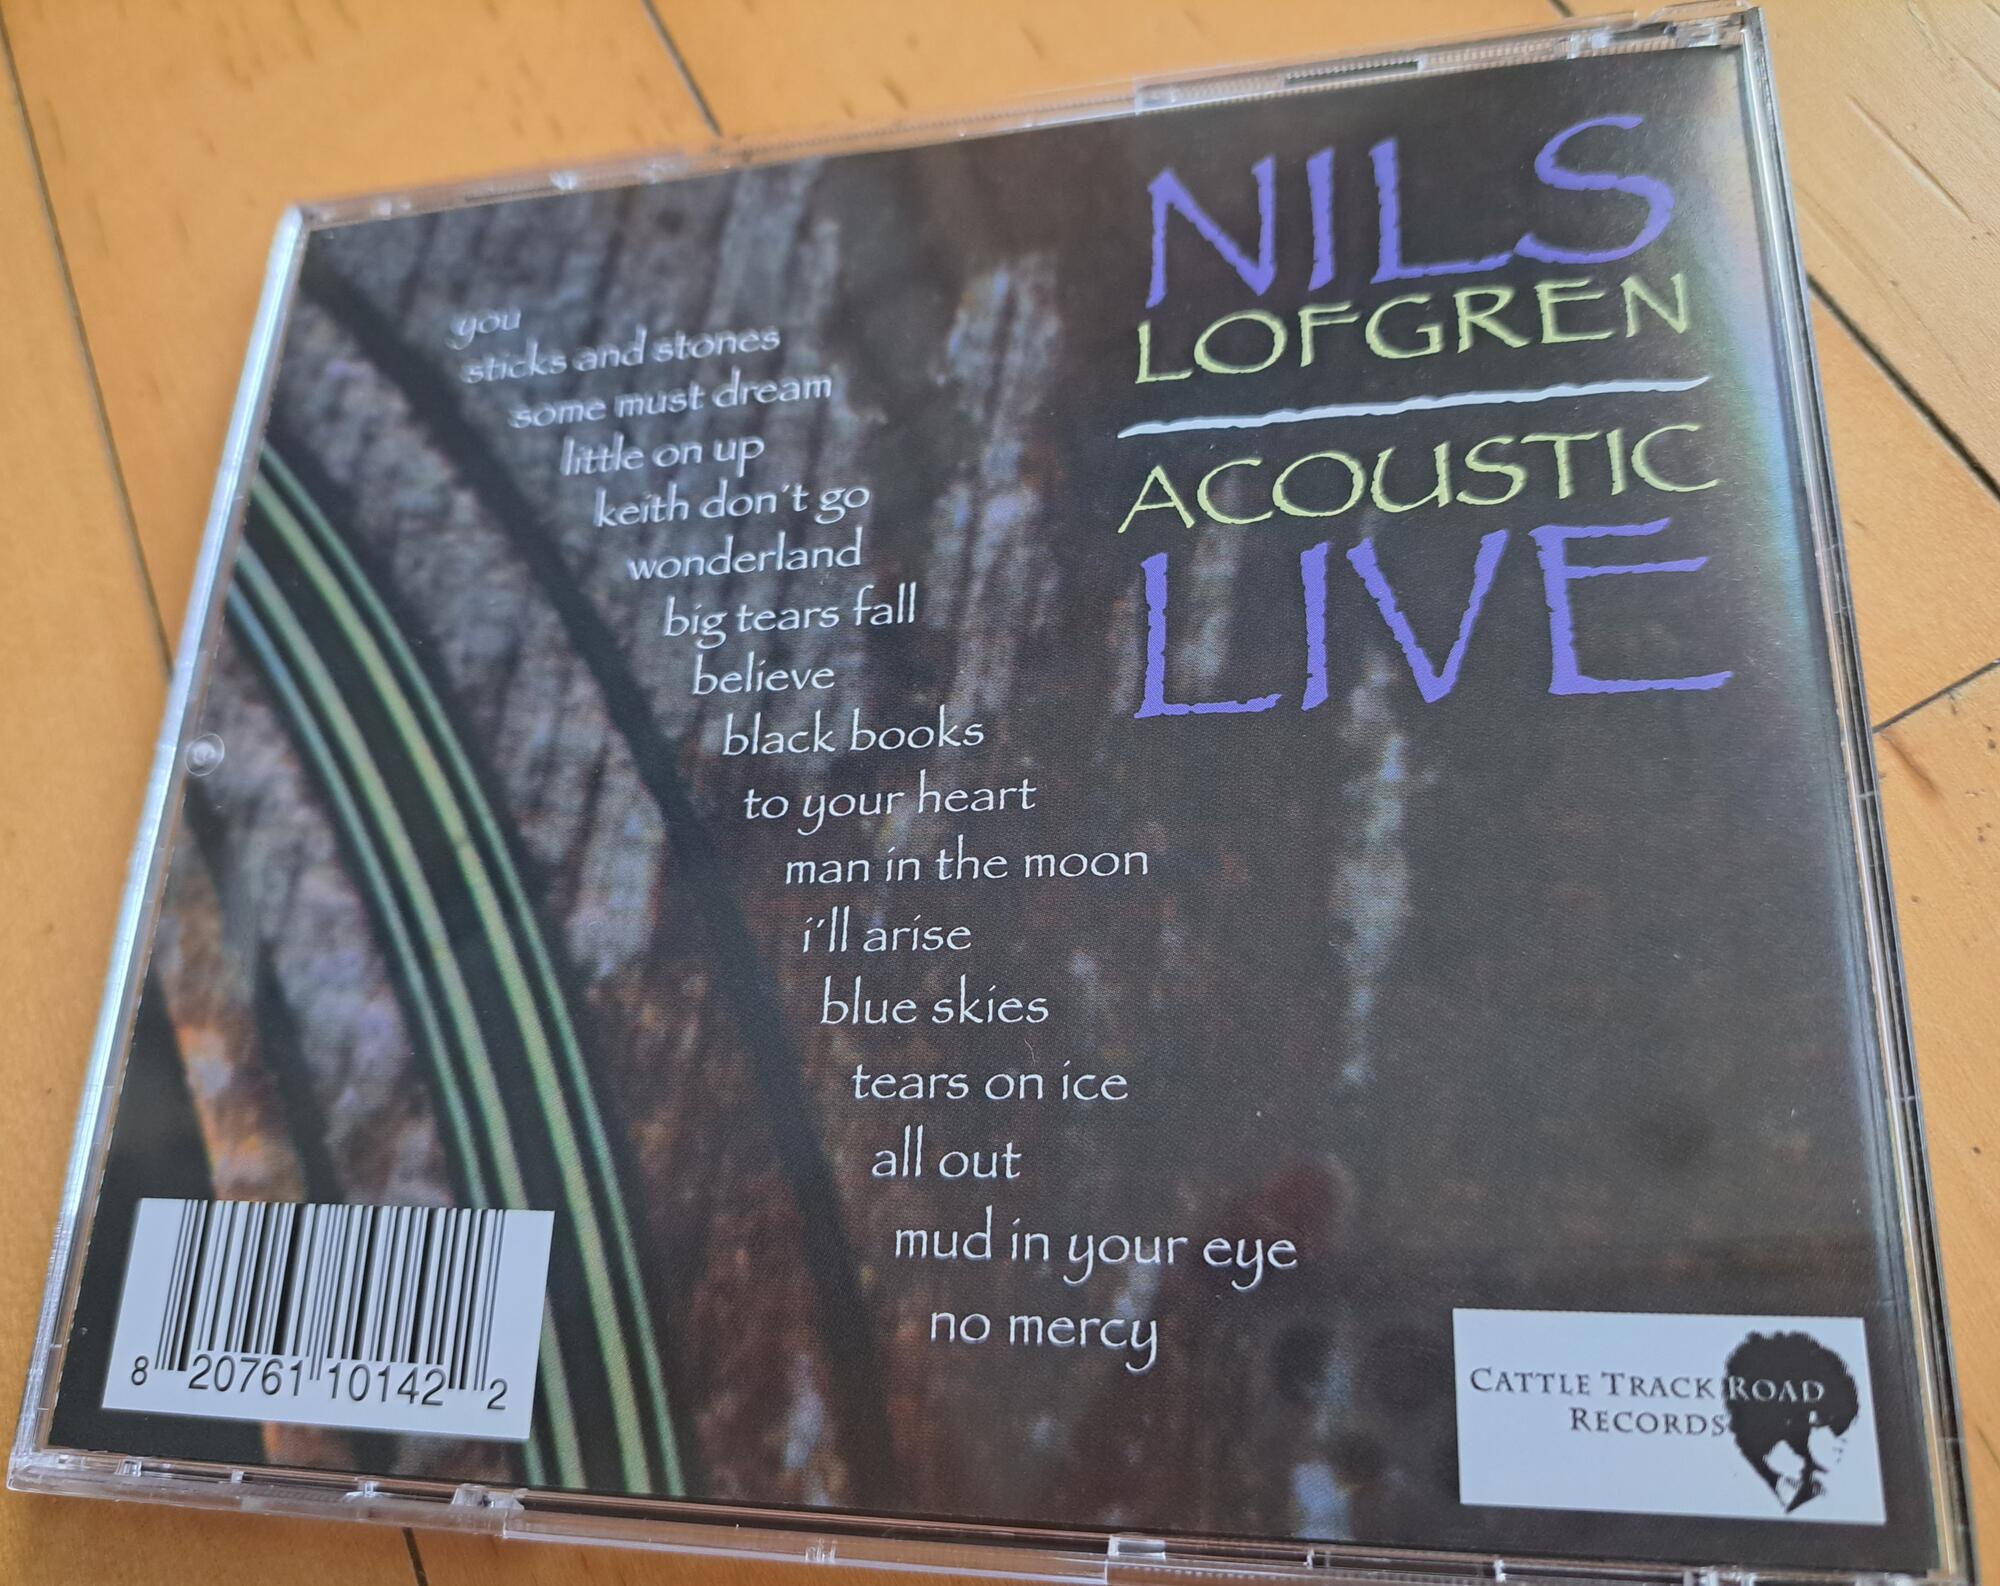 NILS
LOFGREN
ACOUSTIC
LIVE
you
sticks and stones
some must dream
little on up
keith don't go
wonderland
big tears fall
believe
black books
to your heart
man in the moon
i'll arise
blue skies
tears on ice
all out
mud in your eye
no mercy
8 20761 10142 2
CATTLE TRACK ROAD
RECORDS